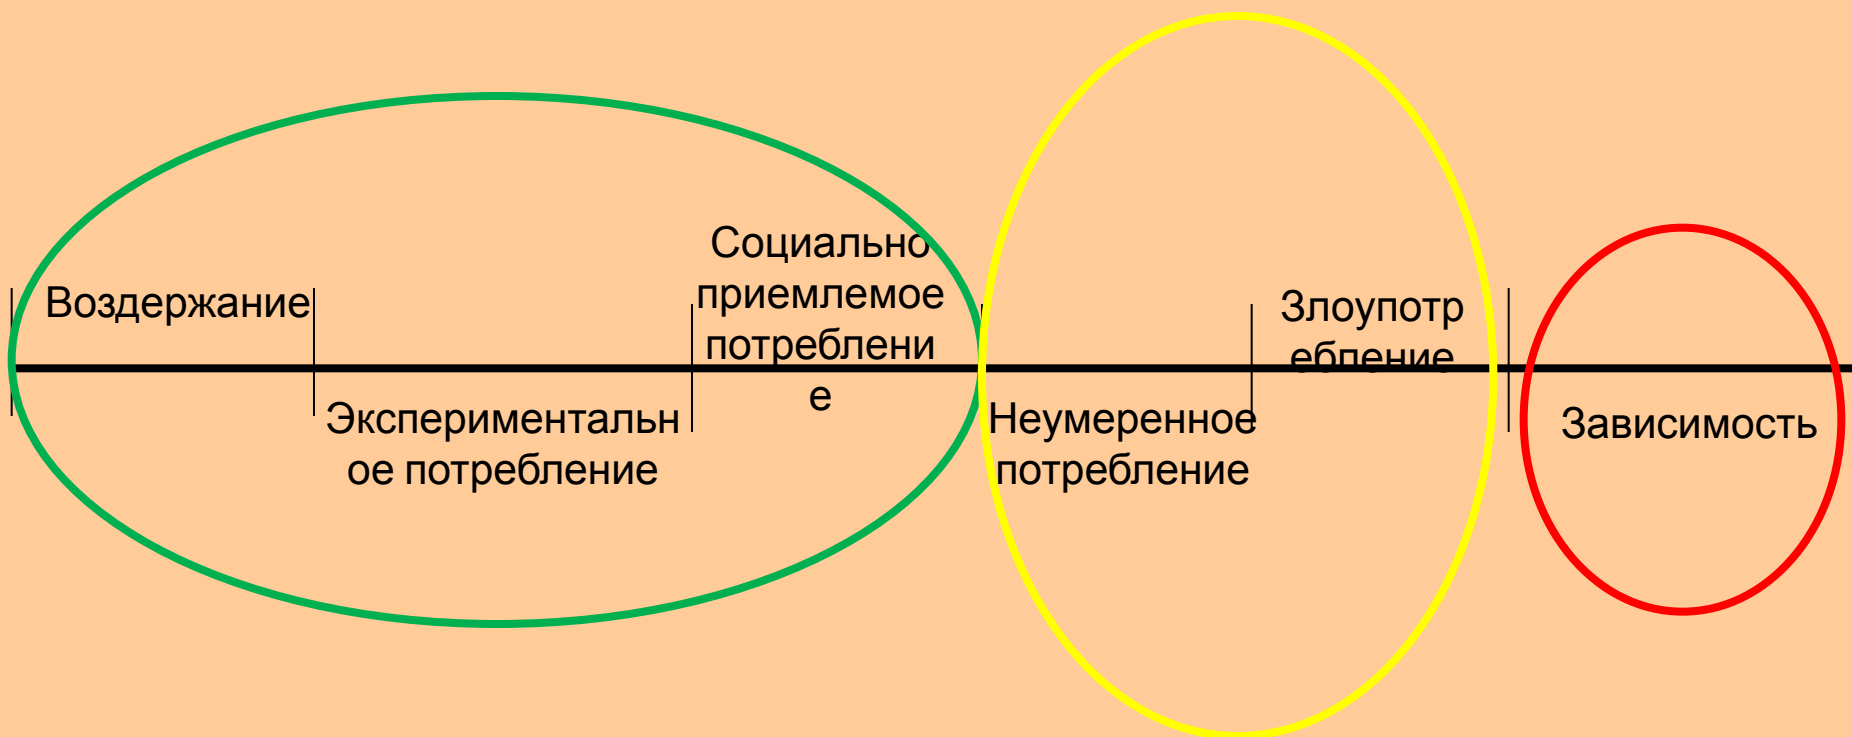 Воздержание
Экспериментальн
ое потребление
Социально
приемлемое
потреблени
е
Неумеренное
потребление
Злоупотр
ебление
Зависимость